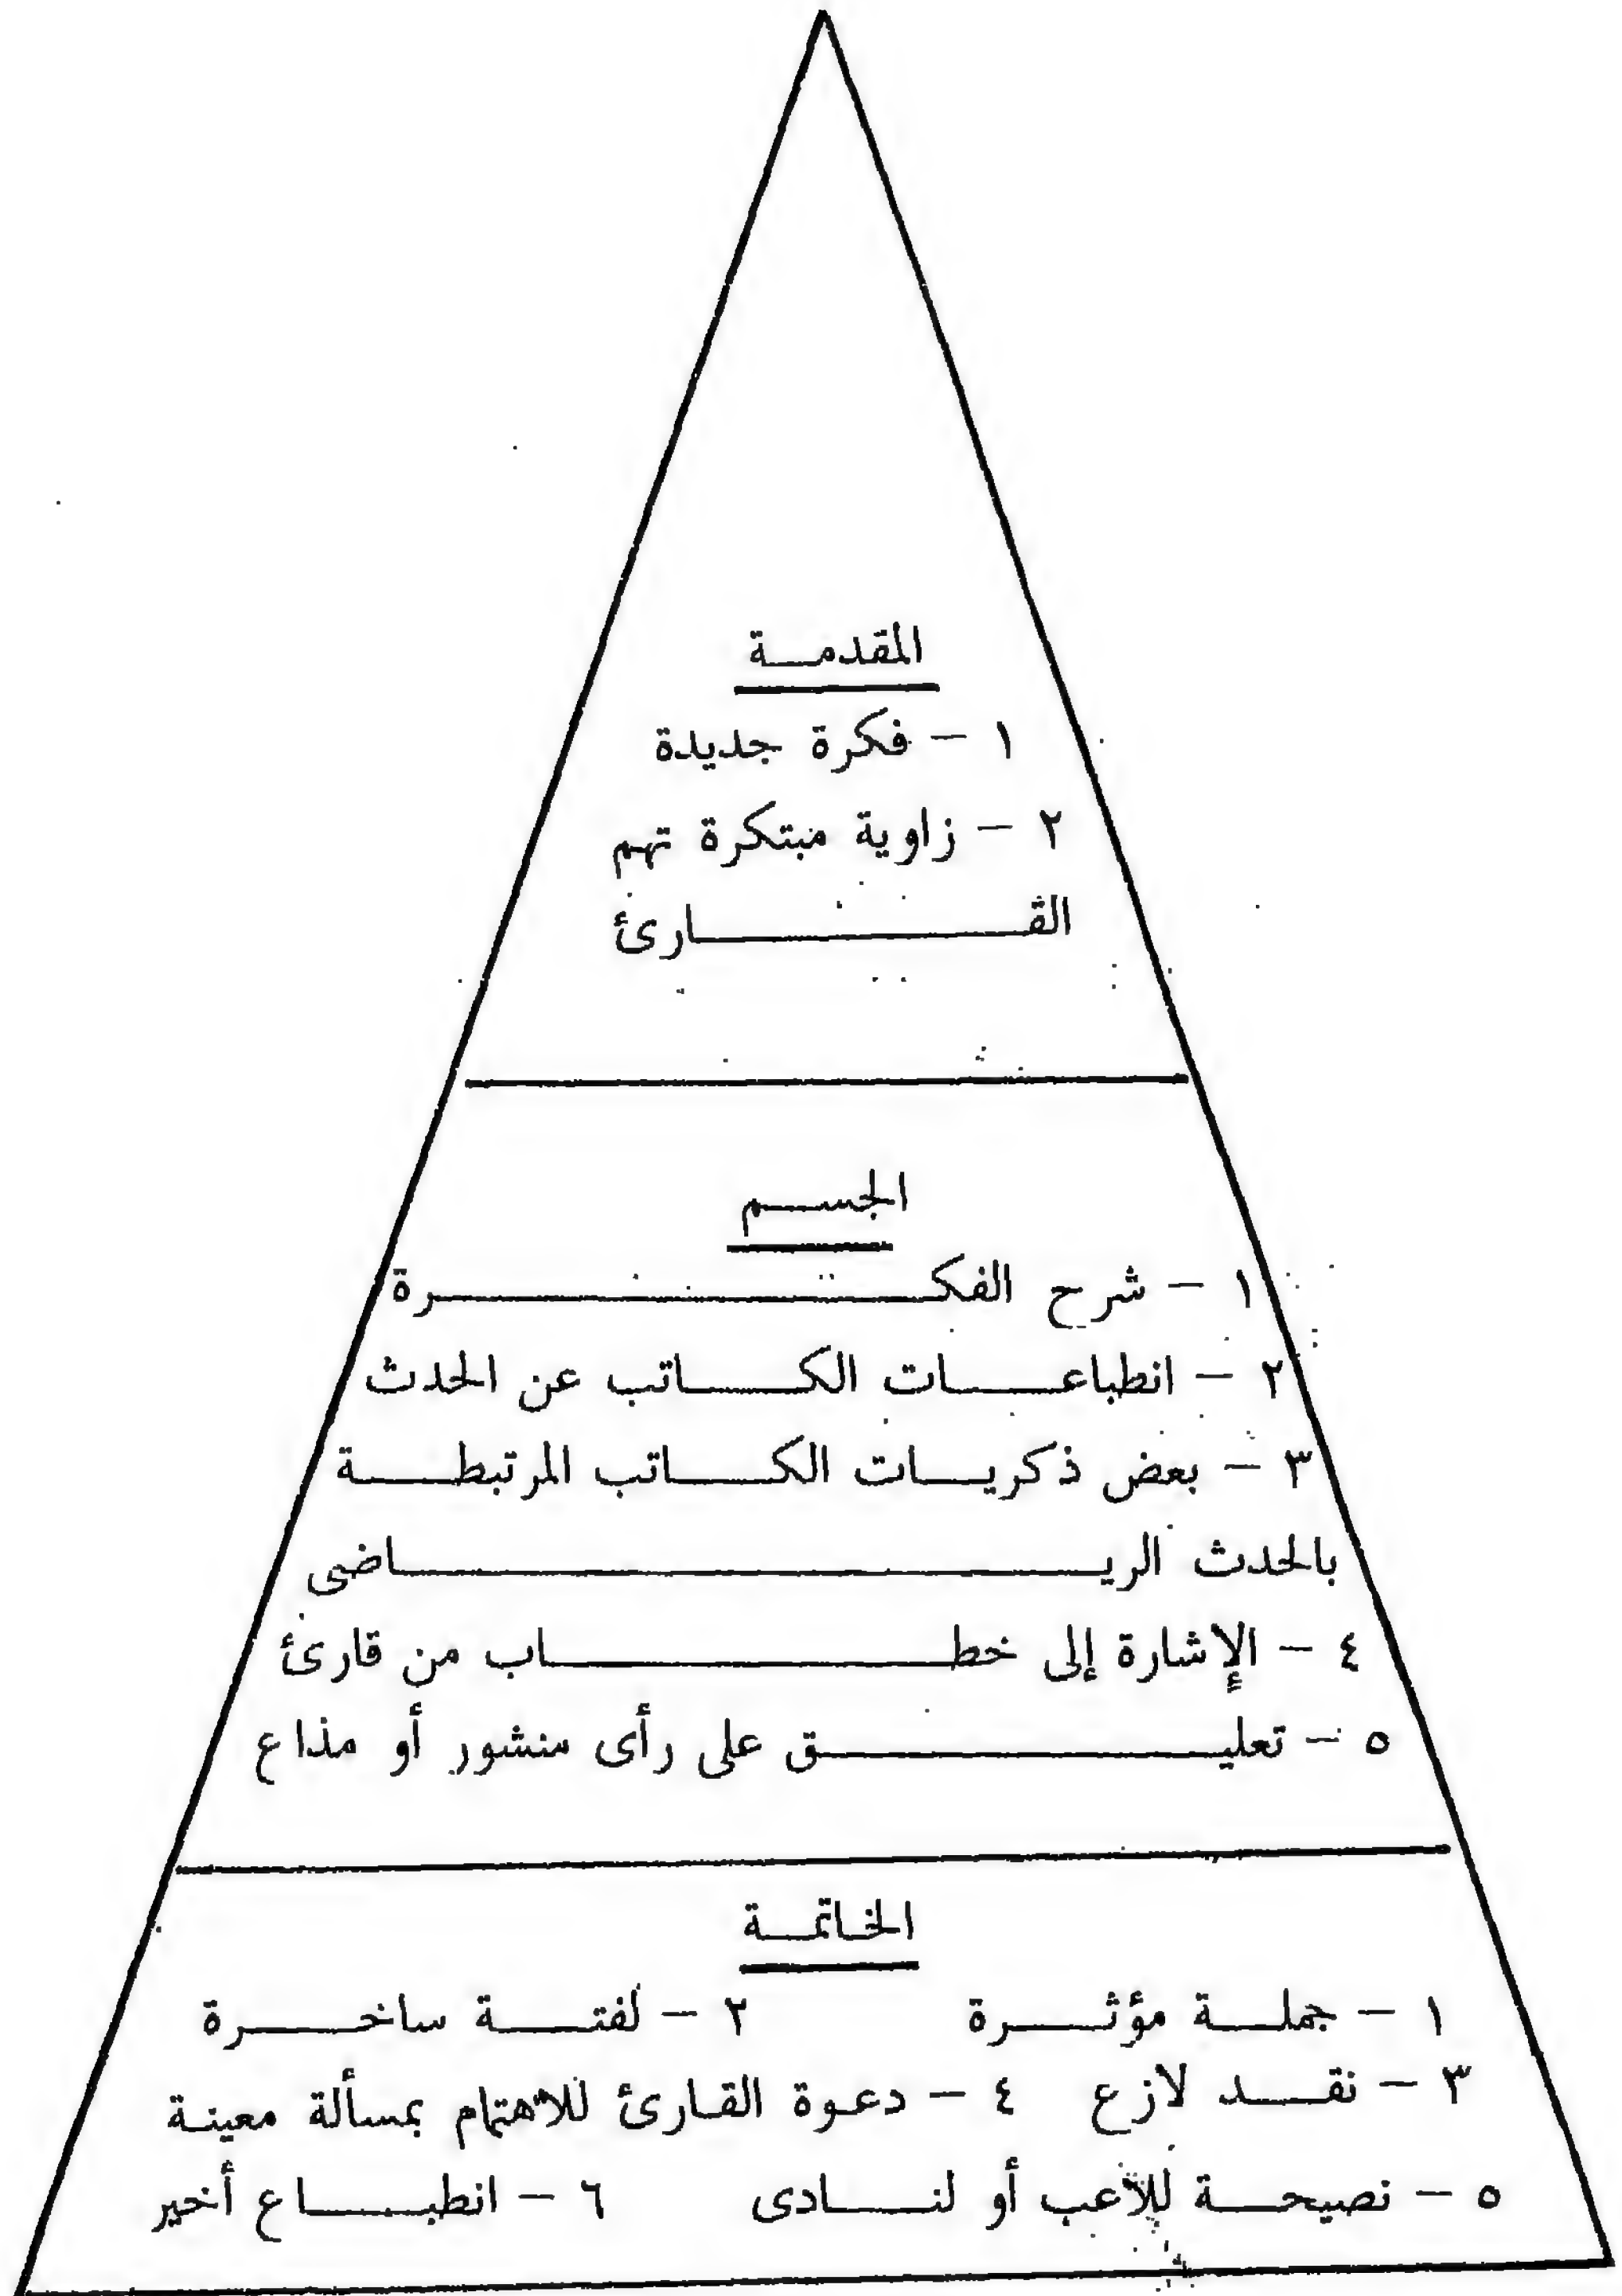 المقدمة
١ – فكرة جديدة
٢ – زاوية مبتكرة تهم
القارئ
الجسم
١ – شرح الفكرة
٢ – انطباعات الكاتب عن الحدث
٣ – بعض ذكريات الكاتب المرتبطة
بالحدث الرياضى
٤ – الإشارة إلى خطاب من قارئ
٥ – تعليق على رأى منشور أو مذاع
الخاتمة
١ – جملة مؤثرة ٢ – لفتة ساخرة
٣ – نقد لازع ٤ – دعوة القارئ للاهتمام بمسألة معينة
٥ – نصيحة للاعب أو لنادى ٦ – انطباع أخير